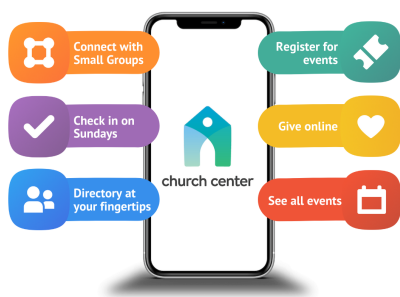 Connect with
Small Groups
Register for
events
Check in on
Sundays
Give online
church center
Directory at
your fingertips
See all events